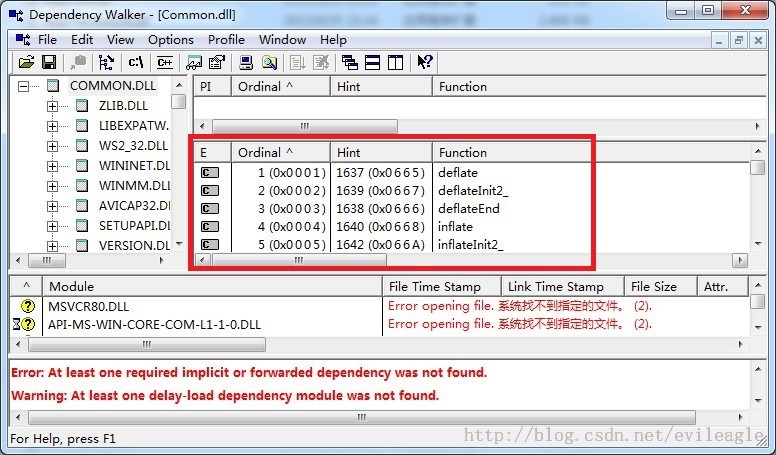 Dependency Walker - [Common.dll]
File Edit View Options Profile Window Help
c:\ C++
COMMON.DLL
ZLIB.DLL
LIBEXPATW.
WS2_32.DLL
WININET.DLL
WINMM.DLL
AVICAP32.DLL
SETUPAPI.DLL
VERSION.DLL
PI Ordinal ^ Hint Function
E Ordinal ^ Hint Function
C 1 (0x0001) 1637 (0x0665) deflate
C 2 (0x0002) 1639 (0x0667) deflateInit2_
C 3 (0x0003) 1638 (0x0666) deflateEnd
C 4 (0x0004) 1640 (0x0668) inflate
C 5 (0x0005) 1642 (0x066A) inflateInit2_
^ Module File Time Stamp Link Time Stamp File Size Attr.
MSVCR80.DLL Error opening file. 系统找不到指定的文件。 (2).
API-MS-WIN-CORE-COM-L1-1-0.DLL Error opening file. 系统找不到指定的文件。 (2).
Error: At least one required implicit or forwarded dependency was not found.
Warning: At least one delay-load dependency module was not found.
For Help, press F1
http://blog.csdn.net/evileagle